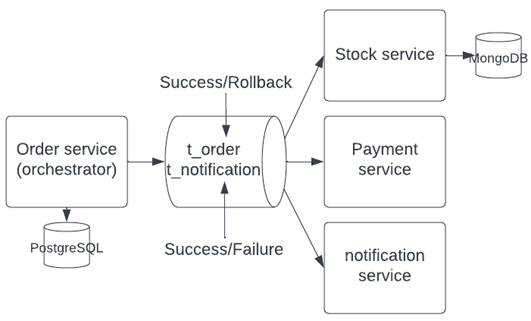 Stock service
MongoDB
Success/Rollback
Order service
(orchestrator)
t_order
t_notification
Payment
service
PostgreSQL
Success/Failure
notification
service